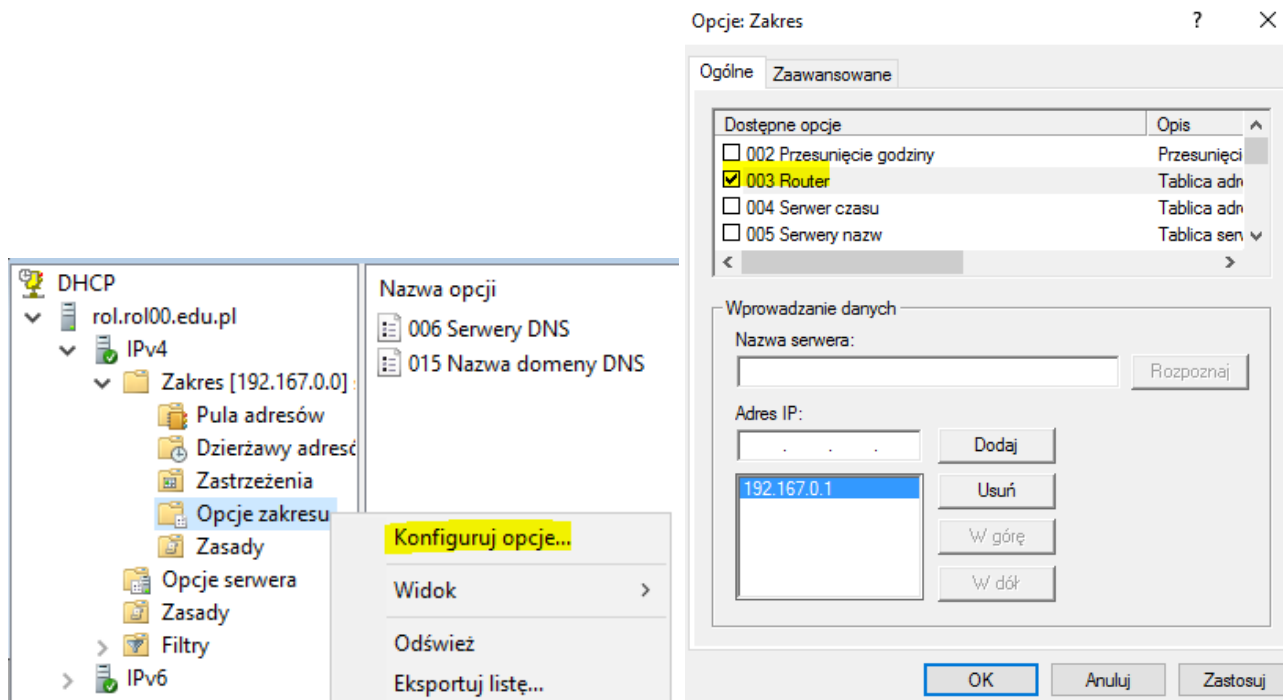 DHCP
rol.rol00.edu.pl
IPv4
Zakres [192.167.0.0]
Pula adresów
Dzierżawy adresó
Zastrzeżenia
Opcje zakresu
Zasady
Opcje serwera
Zasady
Filtry
IPv6
Nazwa opcji
006 Serwery DNS
015 Nazwa domeny DNS
Konfiguruj opcje...
Widok
Odśwież
Eksportuj listę...
Opcje: Zakres
Ogólne Zaawansowane
Dostępne opcje Opis
002 Przesunięcie godziny Przesunięci
003 Router Tablica adr
004 Serwer czasu Tablica adr
005 Serwery nazw Tablica serv
Wprowadzanie danych
Nazwa serwera:
Rozpoznaj
Adres IP:
. . . Dodaj
192.167.0.1 Usuń
W górę
W dół
OK Anuluj Zastosuj